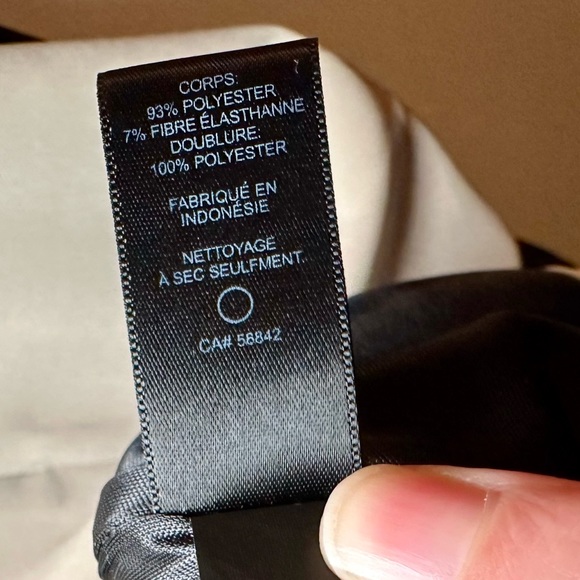 CORPS:
93% POLYESTER
7% FIBRE ÉLASTHANNE
DOUBLURE:
100% POLYESTER
FABRIQUÉ EN
INDONÉSIE
NETTOYAGE
À SEC SEULFMENT
CA# 58842